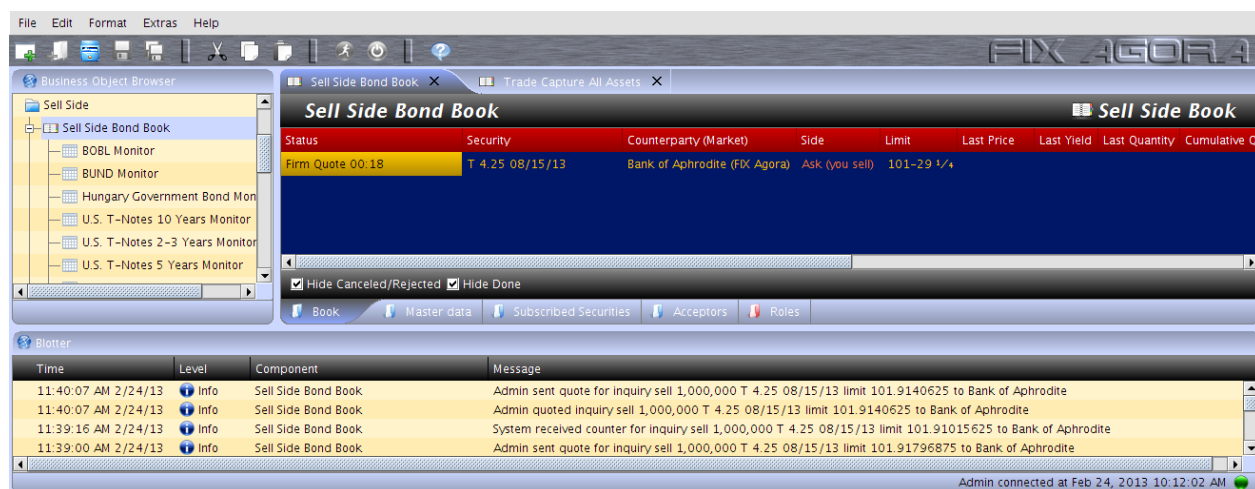 File Edit Format Extras Help
FIX AGORA
Business Object Browser
Sell Side Bond Book
Trade Capture All Assets
Sell Side
Sell Side Bond Book
BOBL Monitor
BUND Monitor
Hungary Government Bond Mon
U.S. T-Notes 10 Years Monitor
U.S. T-Notes 2-3 Years Monitor
U.S. T-Notes 5 Years Monitor
Sell Side Bond Book
Sell Side Book
Status Security Counterparty (Market) Side Limit Last Price Last Yield Last Quantity Cumulative Q
Firm Quote 00:18 T 4.25 08/15/13 Bank of Aphrodite (FIX Agora) Ask (you sell) 101-29 1/4
Hide Canceled/Rejected Hide Done
Book Master data Subscribed Securities Acceptors Roles
Blotter
Time Level Component Message
11:40:07 AM 2/24/13 Info Sell Side Bond Book Admin sent quote for inquiry sell 1,000,000 T 4.25 08/15/13 limit 101.9140625 to Bank of Aphrodite
11:40:07 AM 2/24/13 Info Sell Side Bond Book Admin quoted inquiry sell 1,000,000 T 4.25 08/15/13 limit 101.9140625 to Bank of Aphrodite
11:39:16 AM 2/24/13 Info Sell Side Bond Book System received counter for inquiry sell 1,000,000 T 4.25 08/15/13 limit 101.91015625 to Bank of Aphrodite
11:39:00 AM 2/24/13 Info Sell Side Bond Book Admin sent quote for inquiry sell 1,000,000 T 4.25 08/15/13 limit 101.91796875 to Bank of Aphrodite
Admin connected at Feb 24, 2013 10:12:02 AM